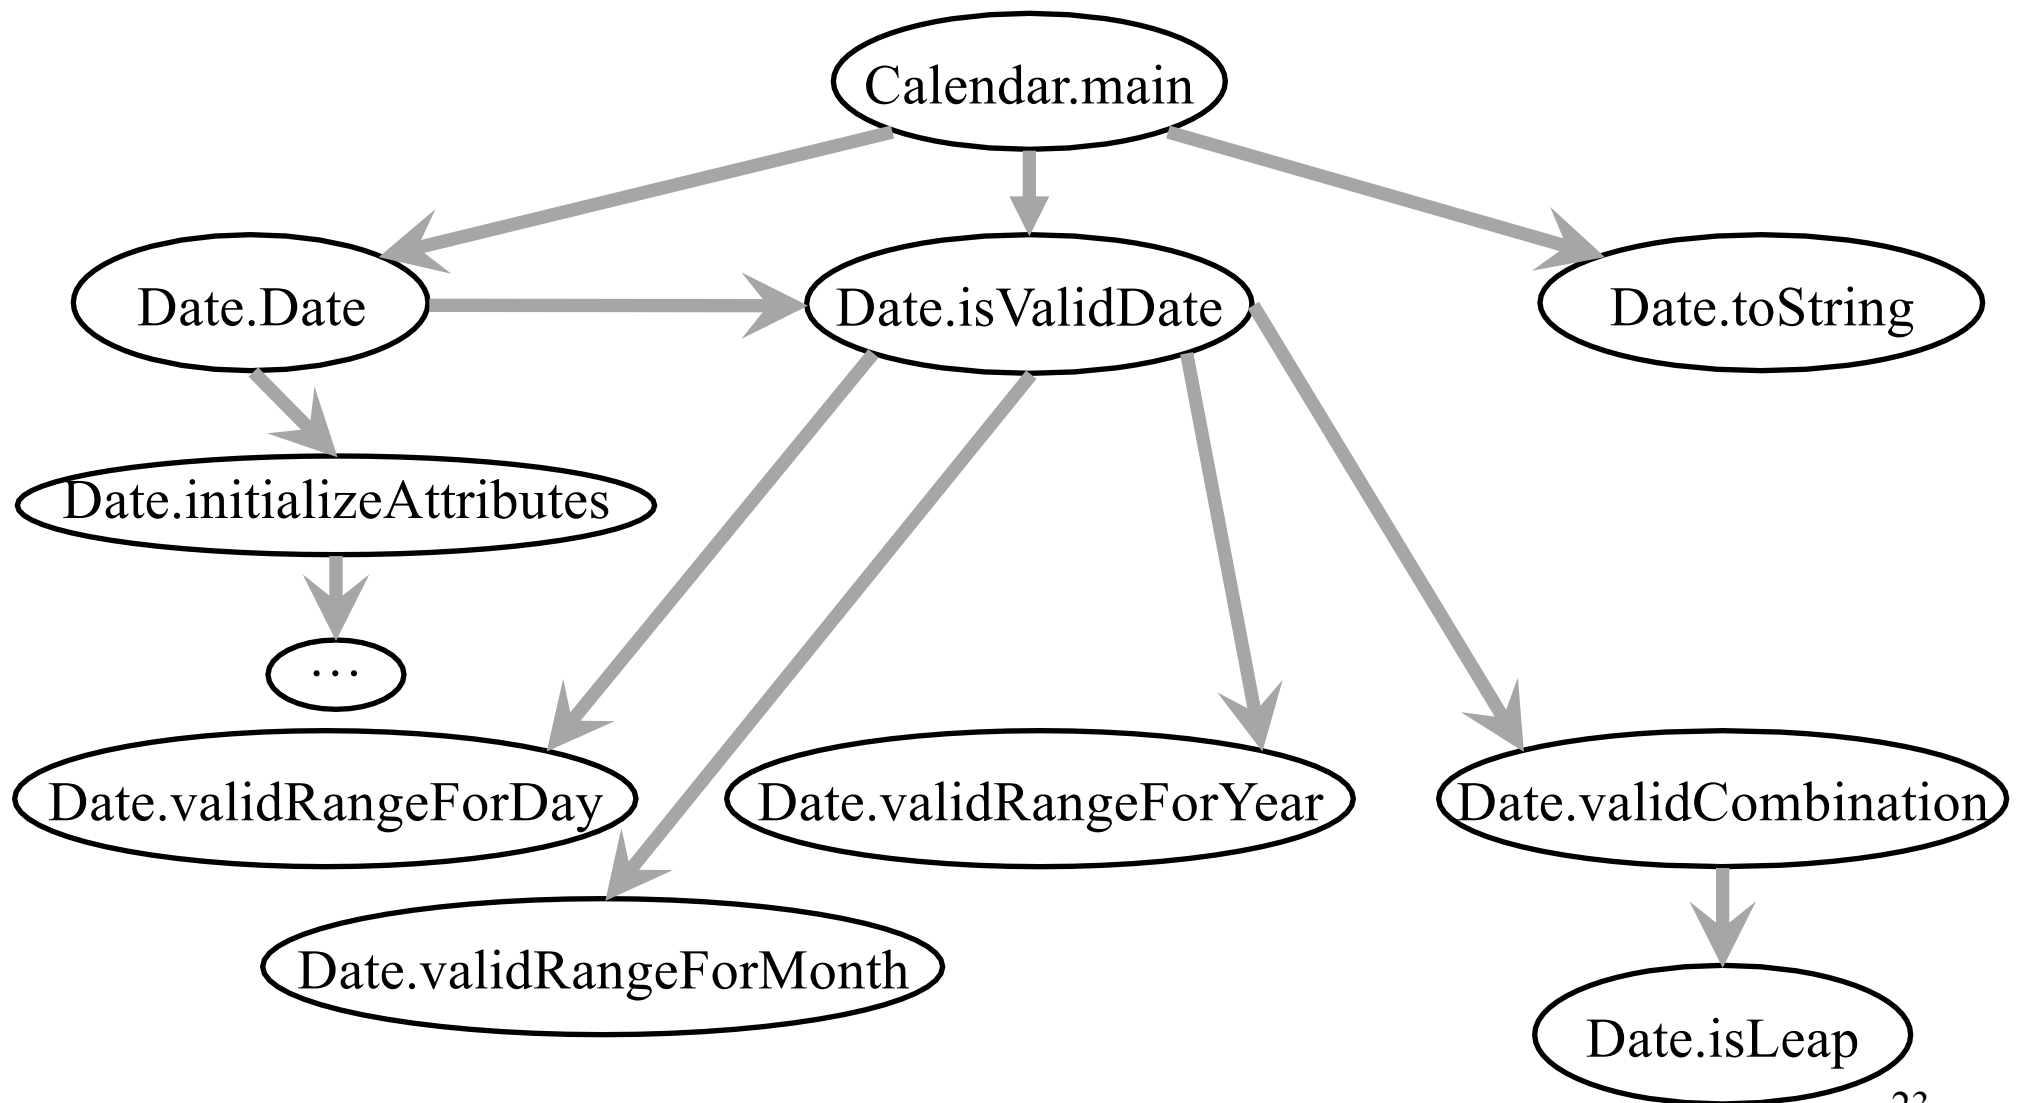 Calendar.main
Date.Date
Date.isValidDate
Date.toString
Date.initializeAttributes
...
Date.validRangeForDay
Date.validRangeForYear
Date.validCombination
Date.validRangeForMonth
Date.isLeap